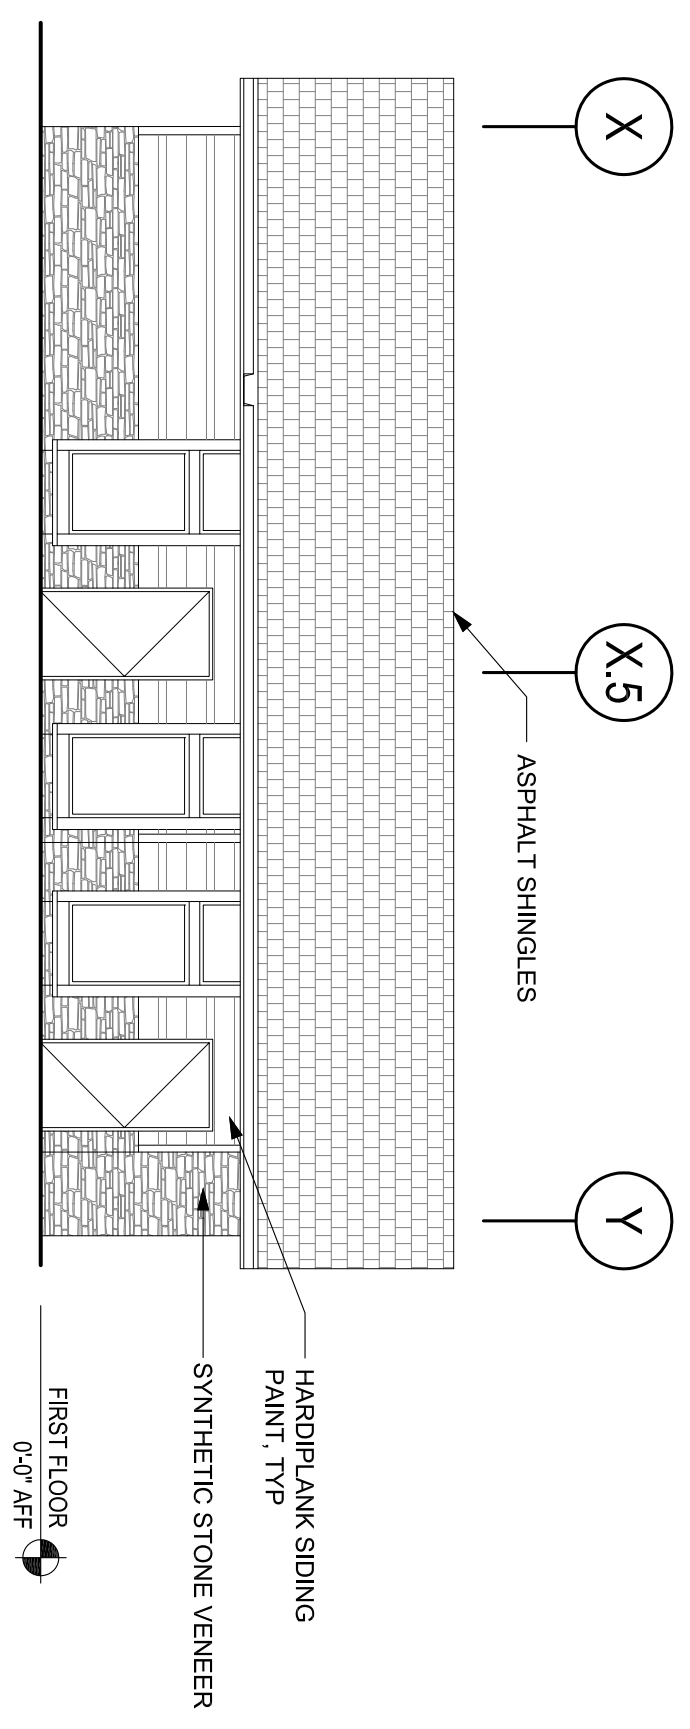 X
X.5
Y
ASPHALT SHINGLES
HARDIPLANK SIDING
PAINT, TYP
SYNTHETIC STONE VENEER
FIRST FLOOR
0'-0" AFF